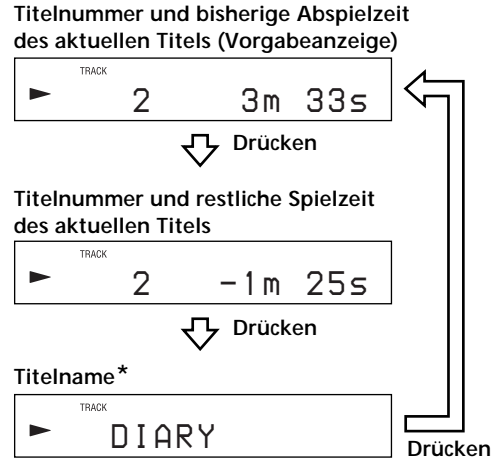 Titelnummer und bisherige Abspielzeit
des aktuellen Titels (Vorgabeanzeige)
TRACK
2 3m 33s
Drücken
Titelnummer und restliche Spielzeit
des aktuellen Titels
TRACK
2 -1m 25s
Drücken
Titelname*
TRACK
DIARY
Drücken